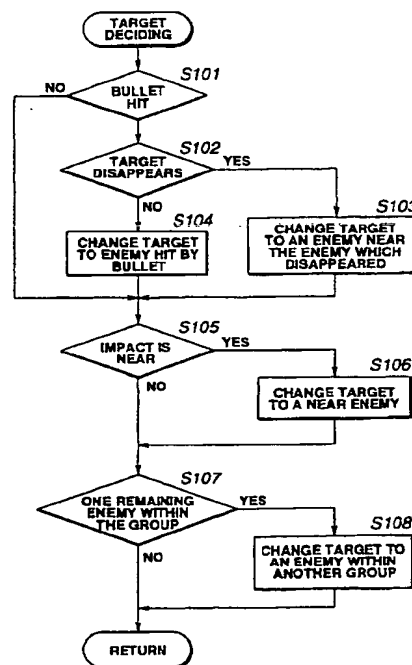 TARGET
DECIDING
S101
NO
BULLET
HIT
S102
TARGET
DISAPPEARS
YES
NO
S104
CHANGE TARGET
TO ENEMY HIT BY
BULLET
S103
CHANGE TARGET
TO AN ENEMY NEAR
THE ENEMY WHICH
DISAPPEARED
S105
IMPACT IS
NEAR
YES
NO
S106
CHANGE TARGET
TO A NEAR ENEMY
S107
ONE REMAINING
ENEMY WITHIN
THE GROUP
YES
NO
S108
CHANGE TARGET TO
AN ENEMY WITHIN
ANOTHER GROUP
RETURN